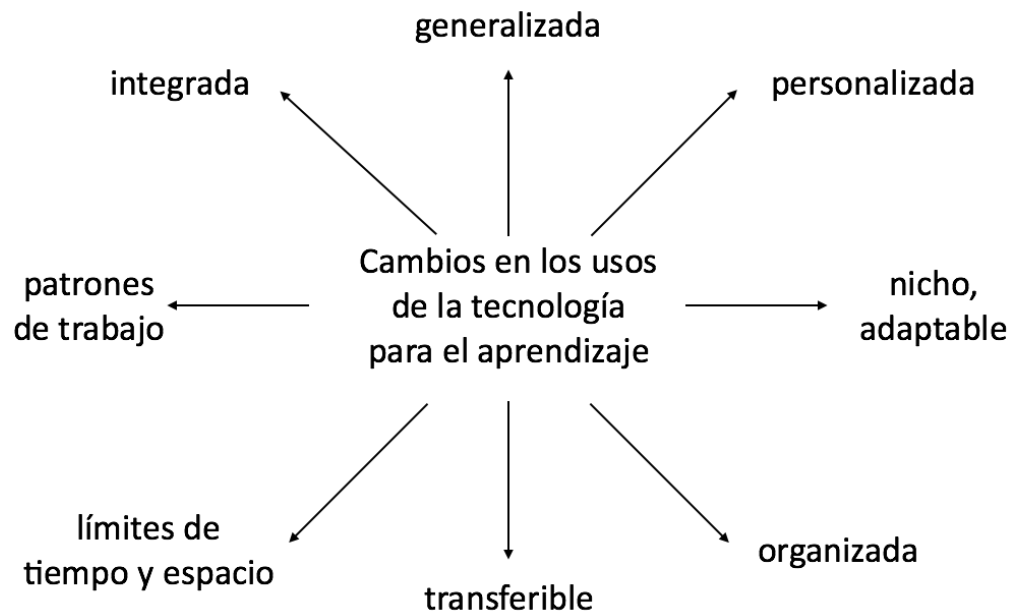 generalizada
integrada
personalizada
Cambios en los usos
de la tecnología
para el aprendizaje
patrones
de trabajo
nicho,
adaptable
límites de
tiempo y espacio
transferible
organizada